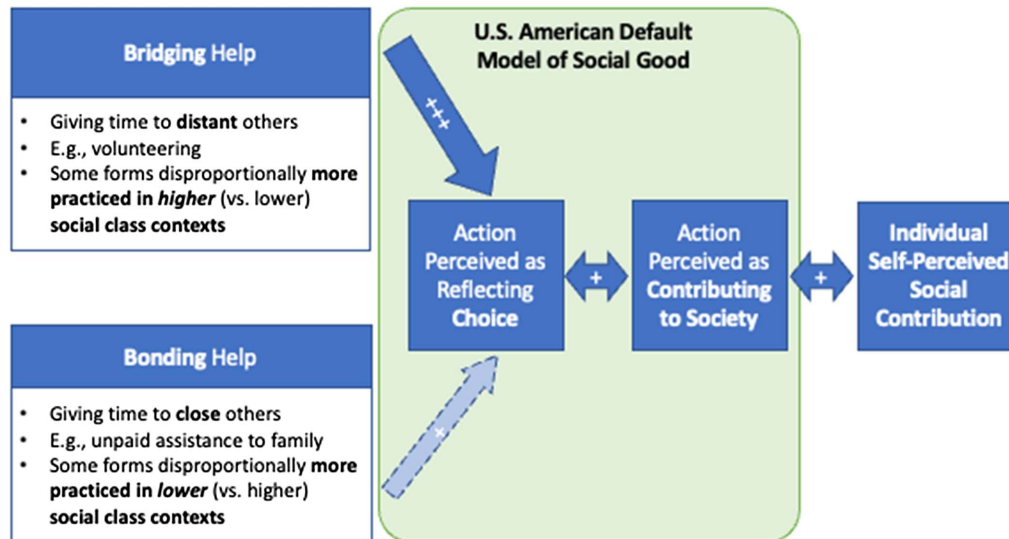 U.S. American Default
Model of Social Good
Bridging Help
• Giving time to distant others
• E.g., volunteering
• Some forms disproportionally more
practiced in higher (vs. lower)
social class contexts
+++
Action
Perceived as
Reflecting
Choice
+
Action
Perceived as
Contributing
to Society
+
Individual
Self-Perceived
Social
Contribution
Bonding Help
• Giving time to close others
• E.g., unpaid assistance to family
• Some forms disproportionally more
practiced in lower (vs. higher)
social class contexts
+